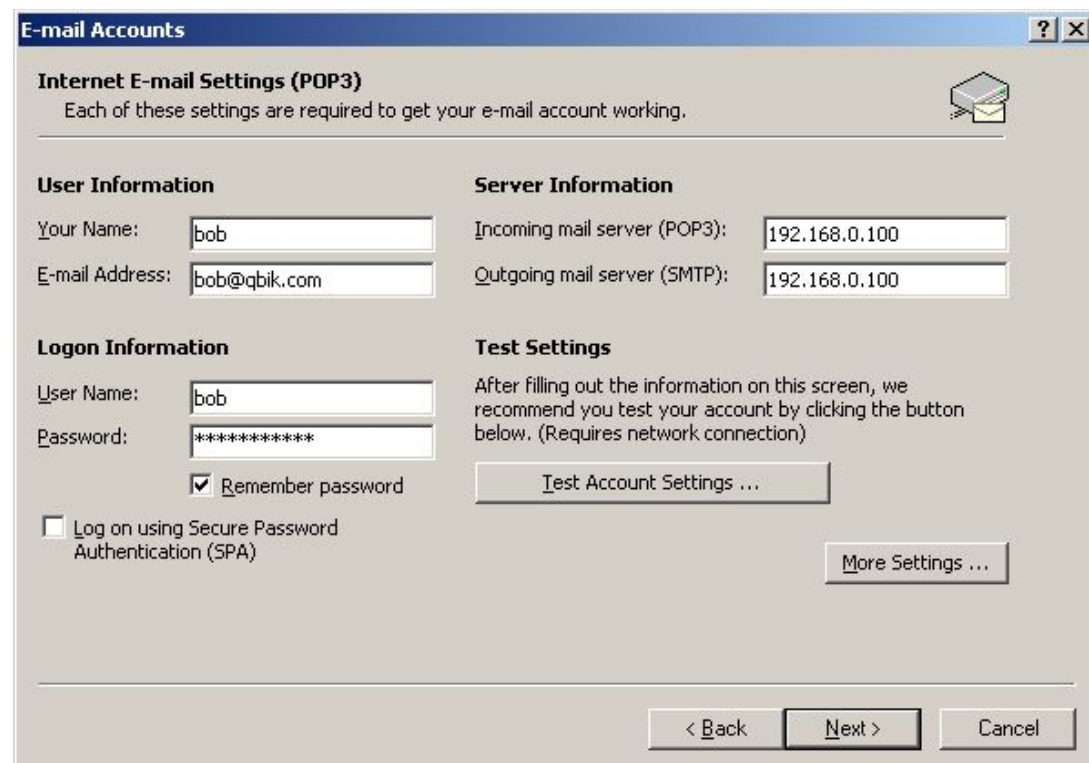 E-mail Accounts
Internet E-mail Settings (POP3)
Each of these settings are required to get your e-mail account working.
User Information
Your Name: bob
E-mail Address: bob@qbik.com
Server Information
Incoming mail server (POP3): 192.168.0.100
Outgoing mail server (SMTP): 192.168.0.100
Logon Information
User Name: bob
Password: ***********
Remember password
Log on using Secure Password
Authentication (SPA)
Test Settings
After filling out the information on this screen, we
recommend you test your account by clicking the button
below. (Requires network connection)
Test Account Settings ...
More Settings ...
< Back
Next >
Cancel